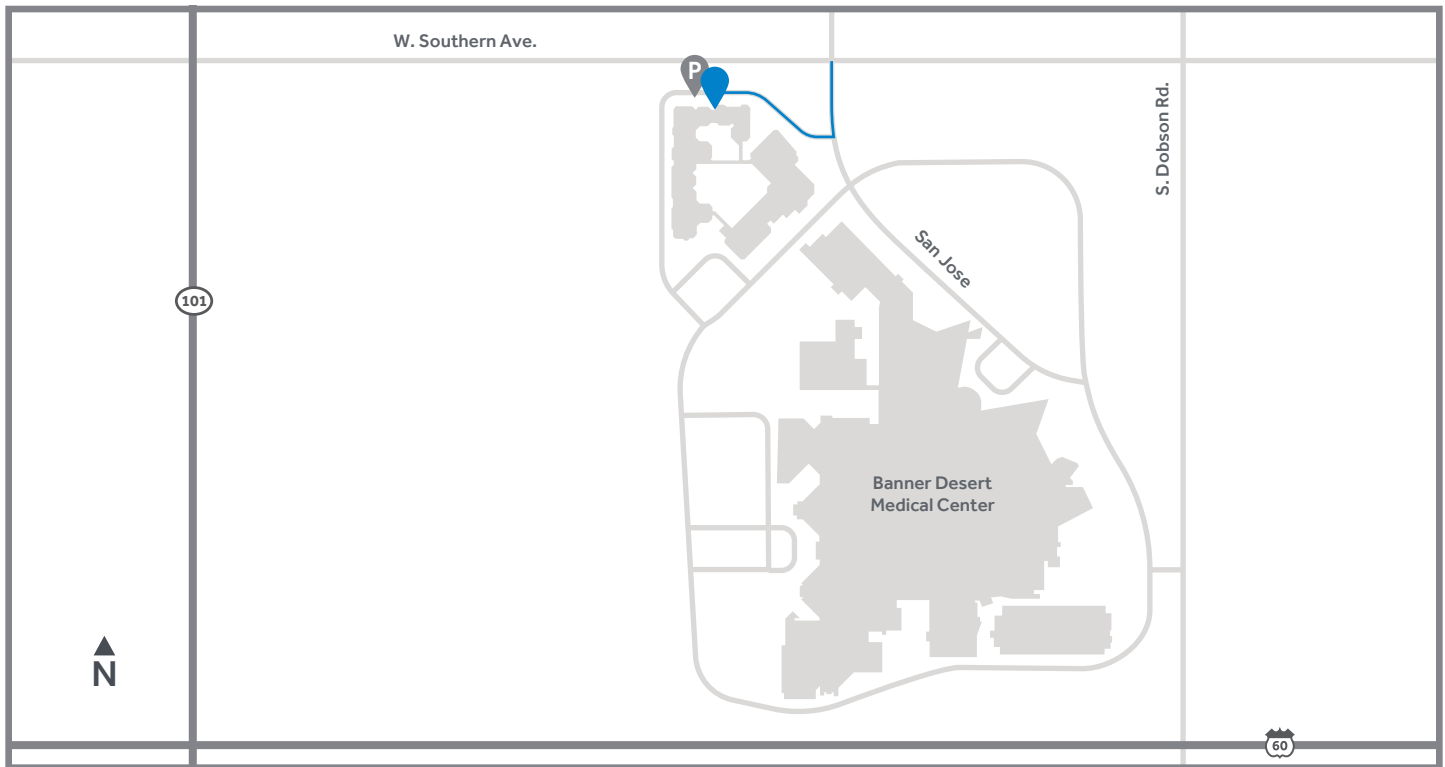 W. Southern Ave.
P
S. Dobson Rd.
San Jose
101
Banner Desert
Medical Center
N
60